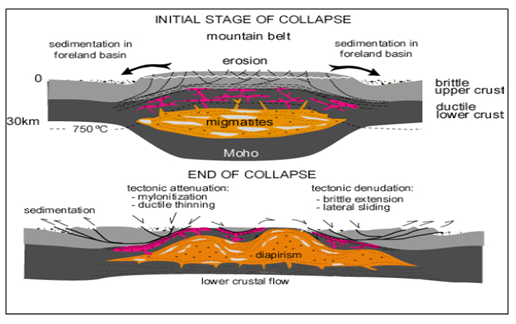 INITIAL STAGE OF COLLAPSE
mountain belt
sedimentation in
foreland basin
sedimentation in
foreland basin
erosion
0
brittle
upper crust
ductile
lower crust
30km
750 ºC
migmatites
Moho
END OF COLLAPSE
tectonic attenuation:
- mylonitization
- ductile thinning
tectonic denudation:
- brittle extension
- lateral sliding
sedimentation
diapirism
lower crustal flow